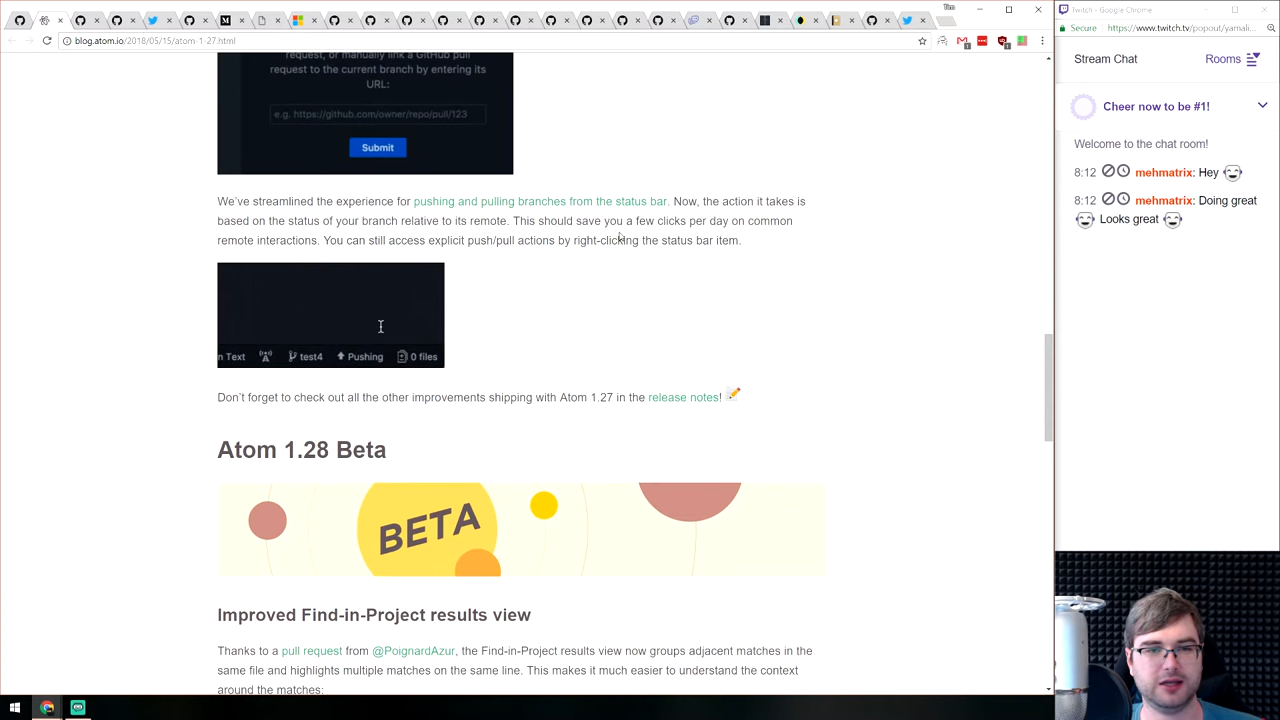 Tim
blog.atom.io/2018/05/15/atom-1-27.html
request, or manually link a GitHub pull
request to the current branch by entering its
URL:
e.g. https://github.com/owner/repo/pull/123
Submit
We've streamlined the experience for pushing and pulling branches from the status bar. Now, the action it takes is
based on the status of your branch relative to its remote. This should save you a few clicks per day on common
remote interactions. You can still access explicit push/pull actions by right-clicking the status bar item.
n Text test4 Pushing 0 files
Don't forget to check out all the other improvements shipping with Atom 1.27 in the release notes!
Atom 1.28 Beta
BETA
Improved Find-in-Project results view
Thanks to a pull request from @PoignardAzur, the Find-in-Project results view now groups adjacent matches in the
same file and highlights multiple matches on the same line. This makes it much easier to understand the context
around the matches:
Twitch - Google Chrome
Secure https://www.twitch.tv/popout/yamali...
Stream Chat Rooms
Cheer now to be #1!
Welcome to the chat room!
8:12 mehmatrix: Hey
8:12 mehmatrix: Doing great
Looks great